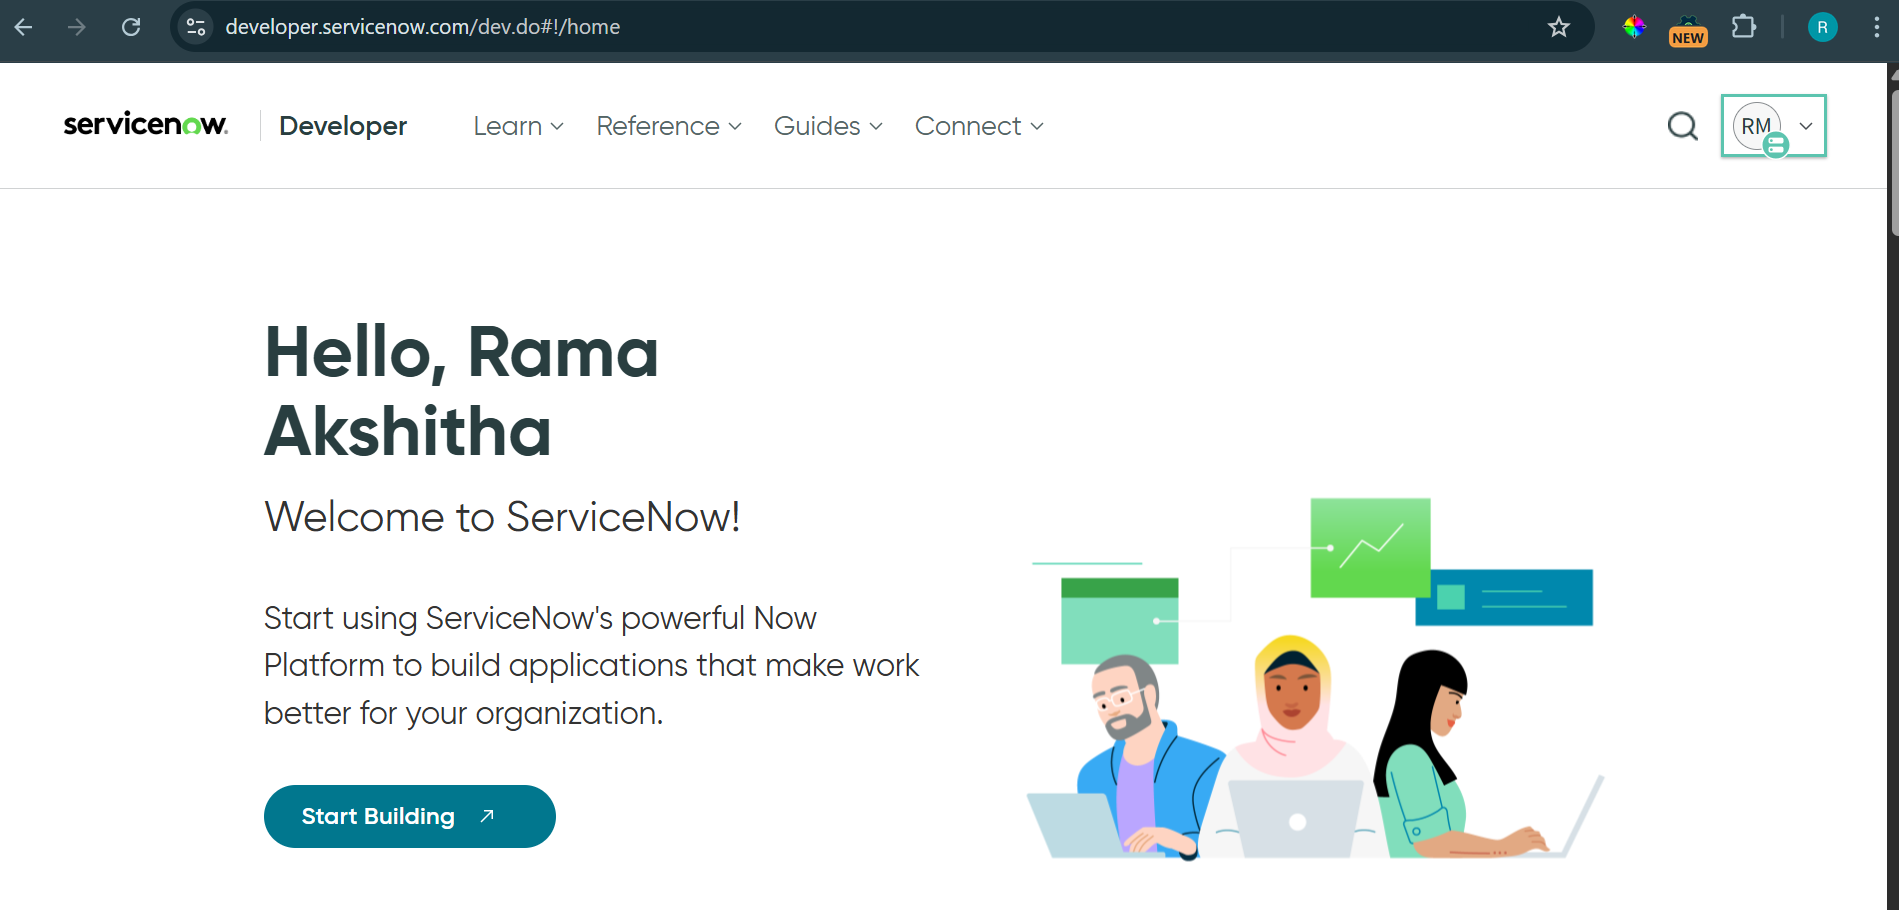 developer.servicenow.com/dev.do#!/home
NEW
R
servicenow.
Developer
Learn
Reference
Guides
Connect
RM
Hello, Rama
Akshitha
Welcome to ServiceNow!
Start using ServiceNow's powerful Now
Platform to build applications that make work
better for your organization.
Start Building